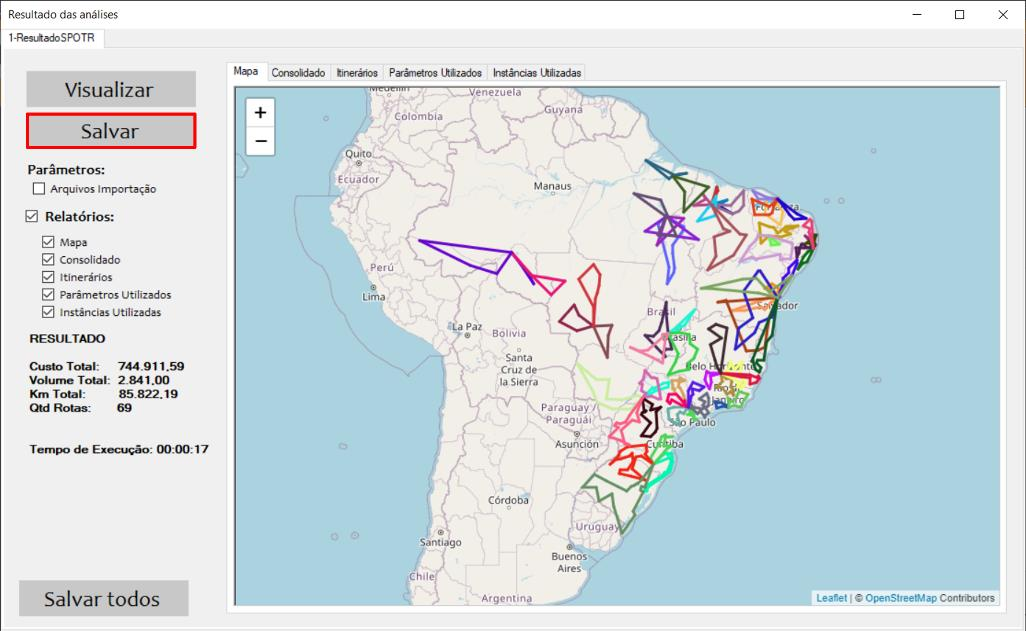 Resultado das análises
1-ResultadoSPOTR
Visualizar
Salvar
Parâmetros:
Arquivos Importação
Relatórios:
Mapa
Consolidado
Itinerários
Parâmetros Utilizados
Instâncias Utilizadas
RESULTADO
Custo Total: 744.911,59
Volume Total: 2.841,00
Km Total: 85.822,19
Qtd Rotas: 69
Tempo de Execução: 00:00:17
Salvar todos
Mapa Consolidado Itinerários Parâmetros Utilizados Instâncias Utilizadas
+
−
Medellín
Venezuela
Colombia
Guyana
Quito
Ecuador
Manaus
Fortaleza
Perú
Lima
Brasil
Salvador
La Paz
Bolivia
Brasília
Santa
Cruz de
la Sierra
Belo Horizonte
Rio de
Janeiro
Paraguay /
Paraguái
São Paulo
Asunción
Curitiba
Córdoba
Uruguay
Santiago
Buenos
Aires
Chile
Argentina
Leaflet | © OpenStreetMap Contributors